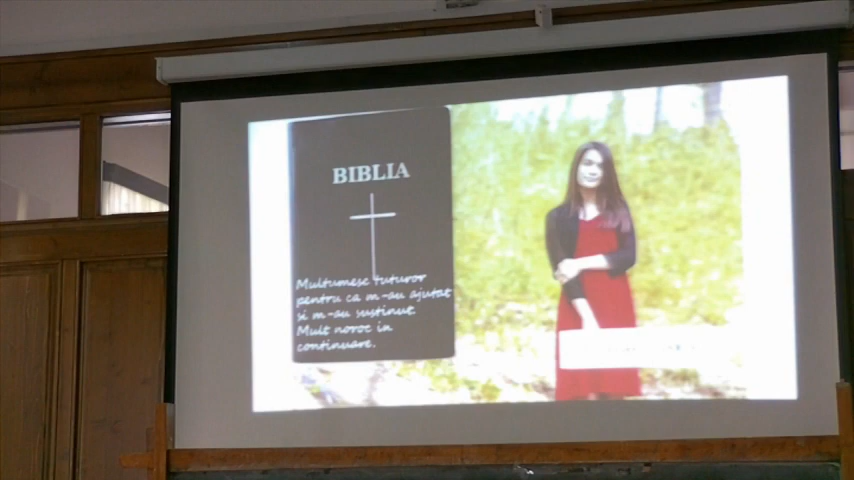 BIBLIA
Multumesc tuturor
pentru ca m-au ajutat
si m-au sustinut.
Mult noroc in
continuare.